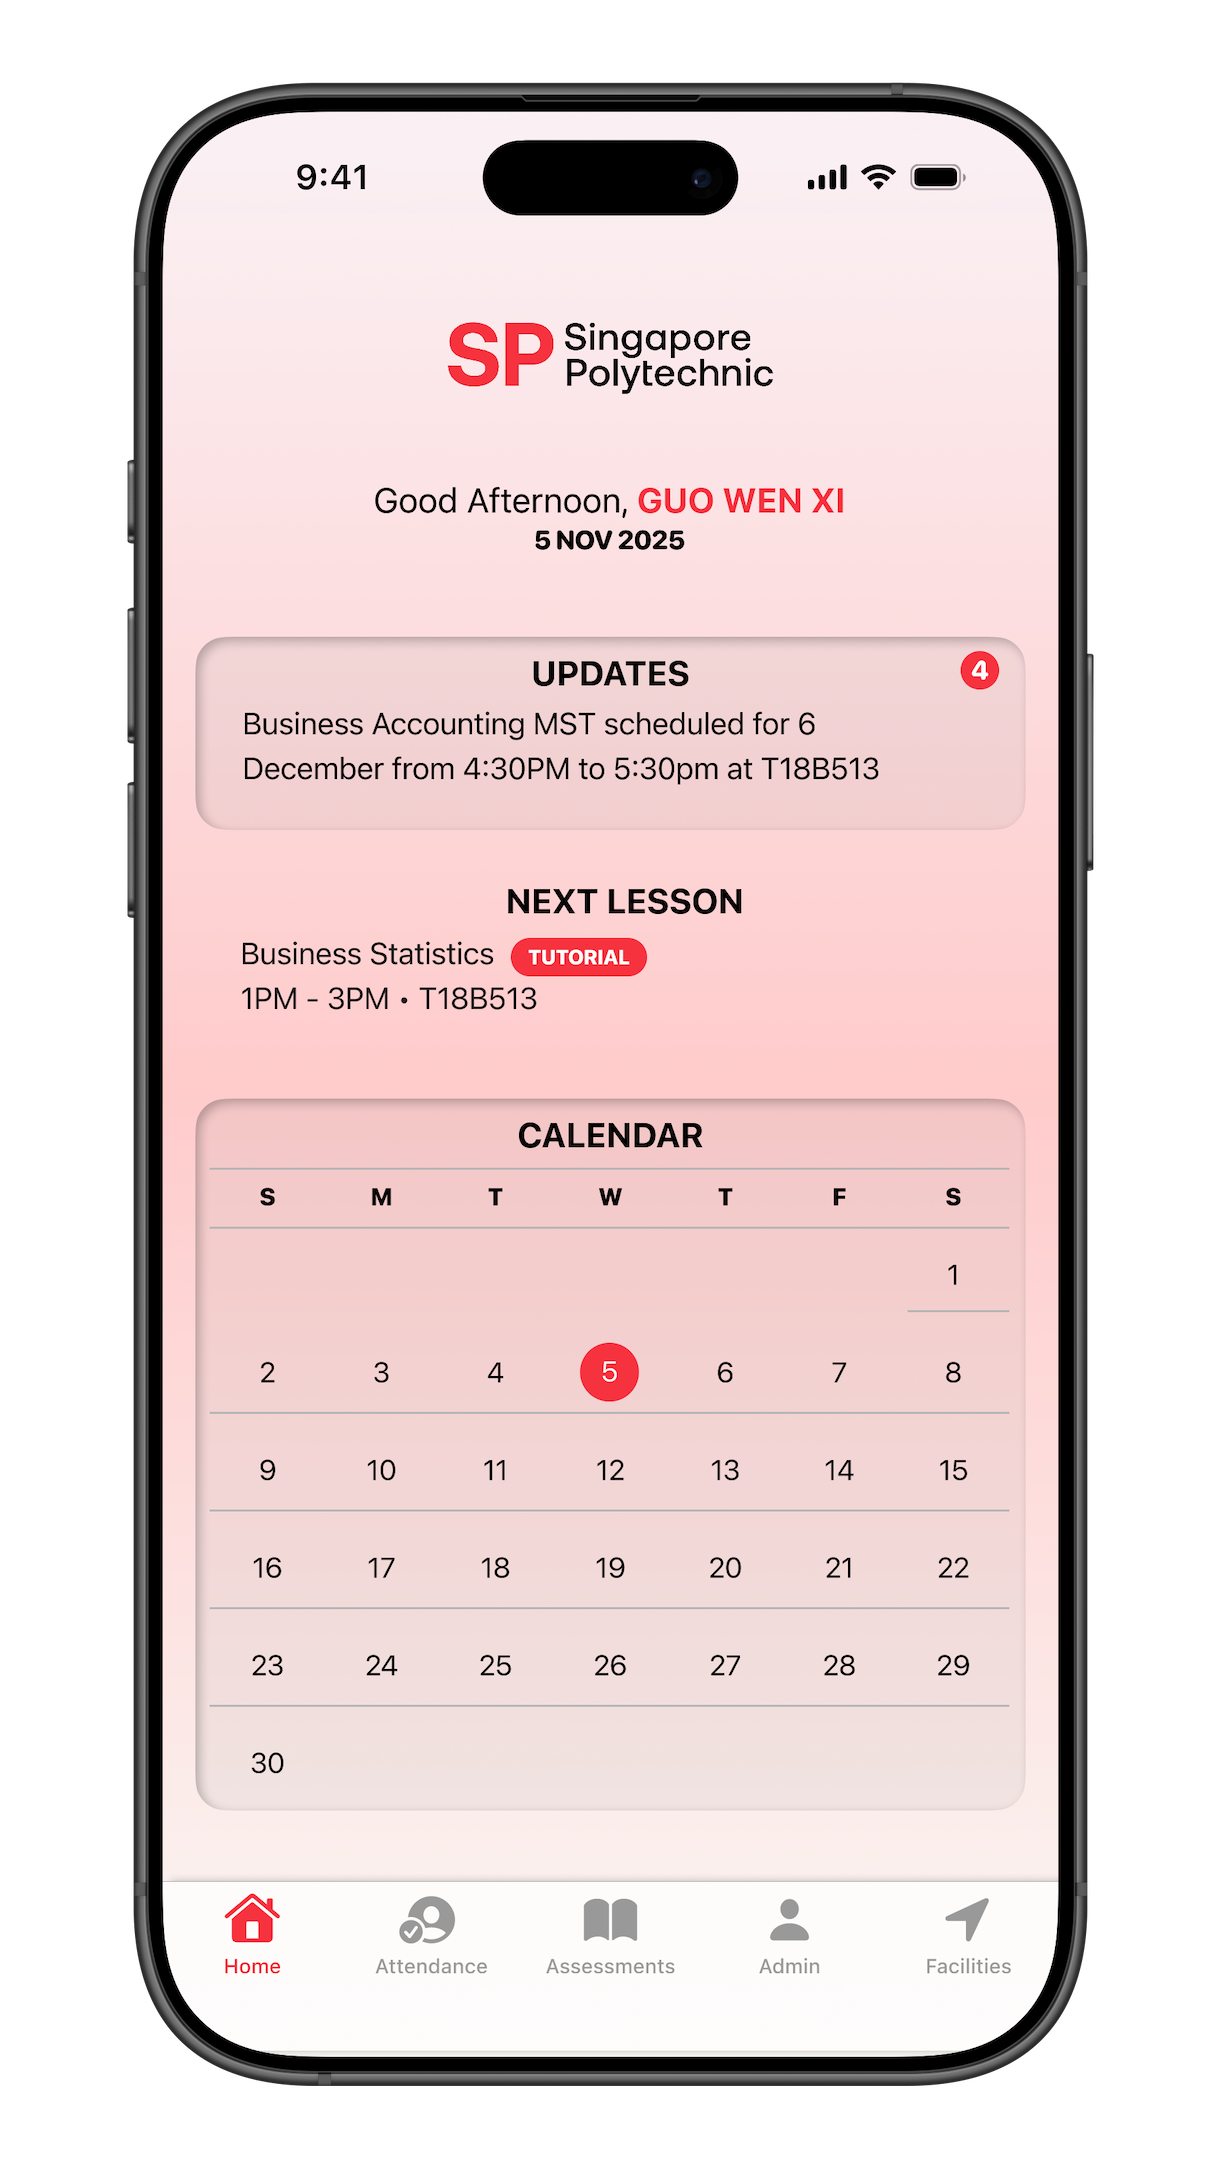 9:41
SP Singapore
Polytechnic
Good Afternoon, GUO WEN XI
5 NOV 2025
UPDATES 4
Business Accounting MST scheduled for 6
December from 4:30PM to 5:30pm at T18B513
NEXT LESSON
Business Statistics TUTORIAL
1PM - 3PM • T18B513
CALENDAR
S M T W T F S
1
2 3 4 5 6 7 8
9 10 11 12 13 14 15
16 17 18 19 20 21 22
23 24 25 26 27 28 29
30
Home Attendance Assessments Admin Facilities